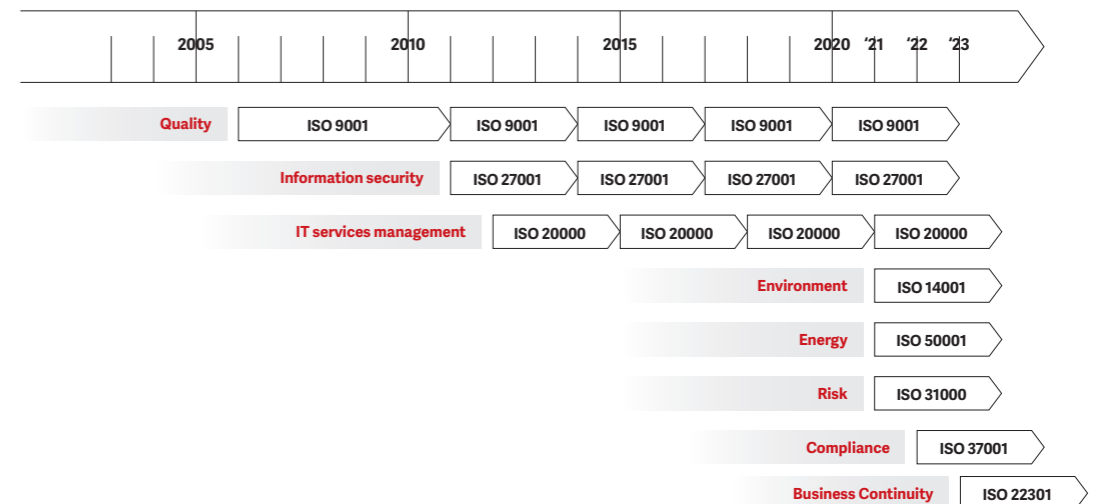 2005 2010 2015 2020 ‘21 ‘22 ‘23
Quality ISO 9001 ISO 9001 ISO 9001 ISO 9001 ISO 9001
Information security ISO 27001 ISO 27001 ISO 27001 ISO 27001
IT services management ISO 20000 ISO 20000 ISO 20000 ISO 20000
Environment ISO 14001
Energy ISO 50001
Risk ISO 31000
Compliance ISO 37001
Business Continuity ISO 22301